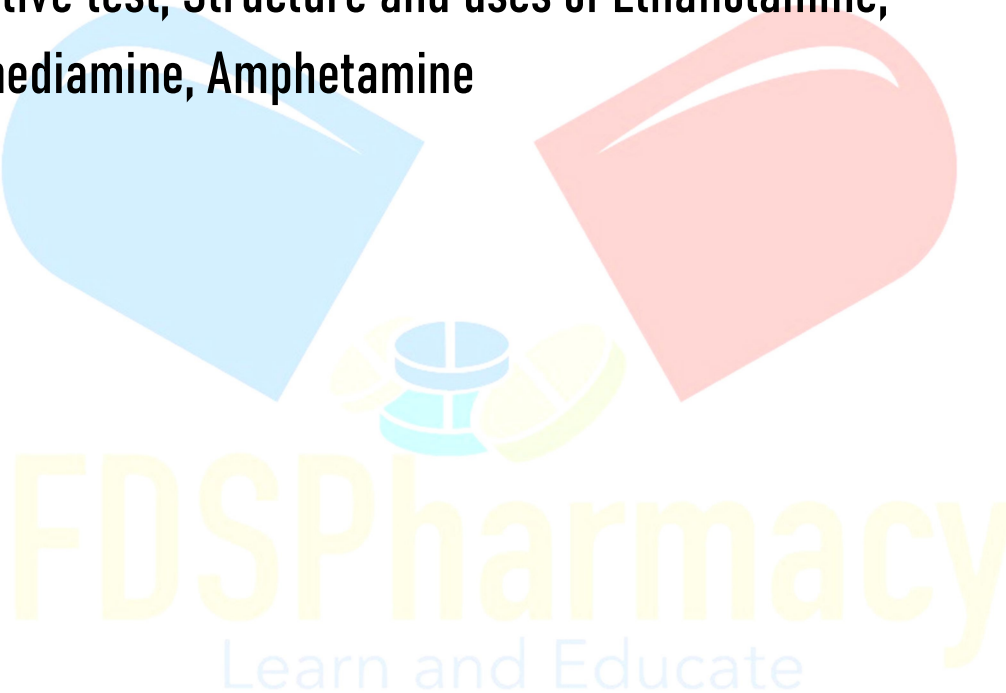 tive test, Structure and uses of Ethanolamine,
nediamine, Amphetamine
FDSPharmacy
Learn and Educate